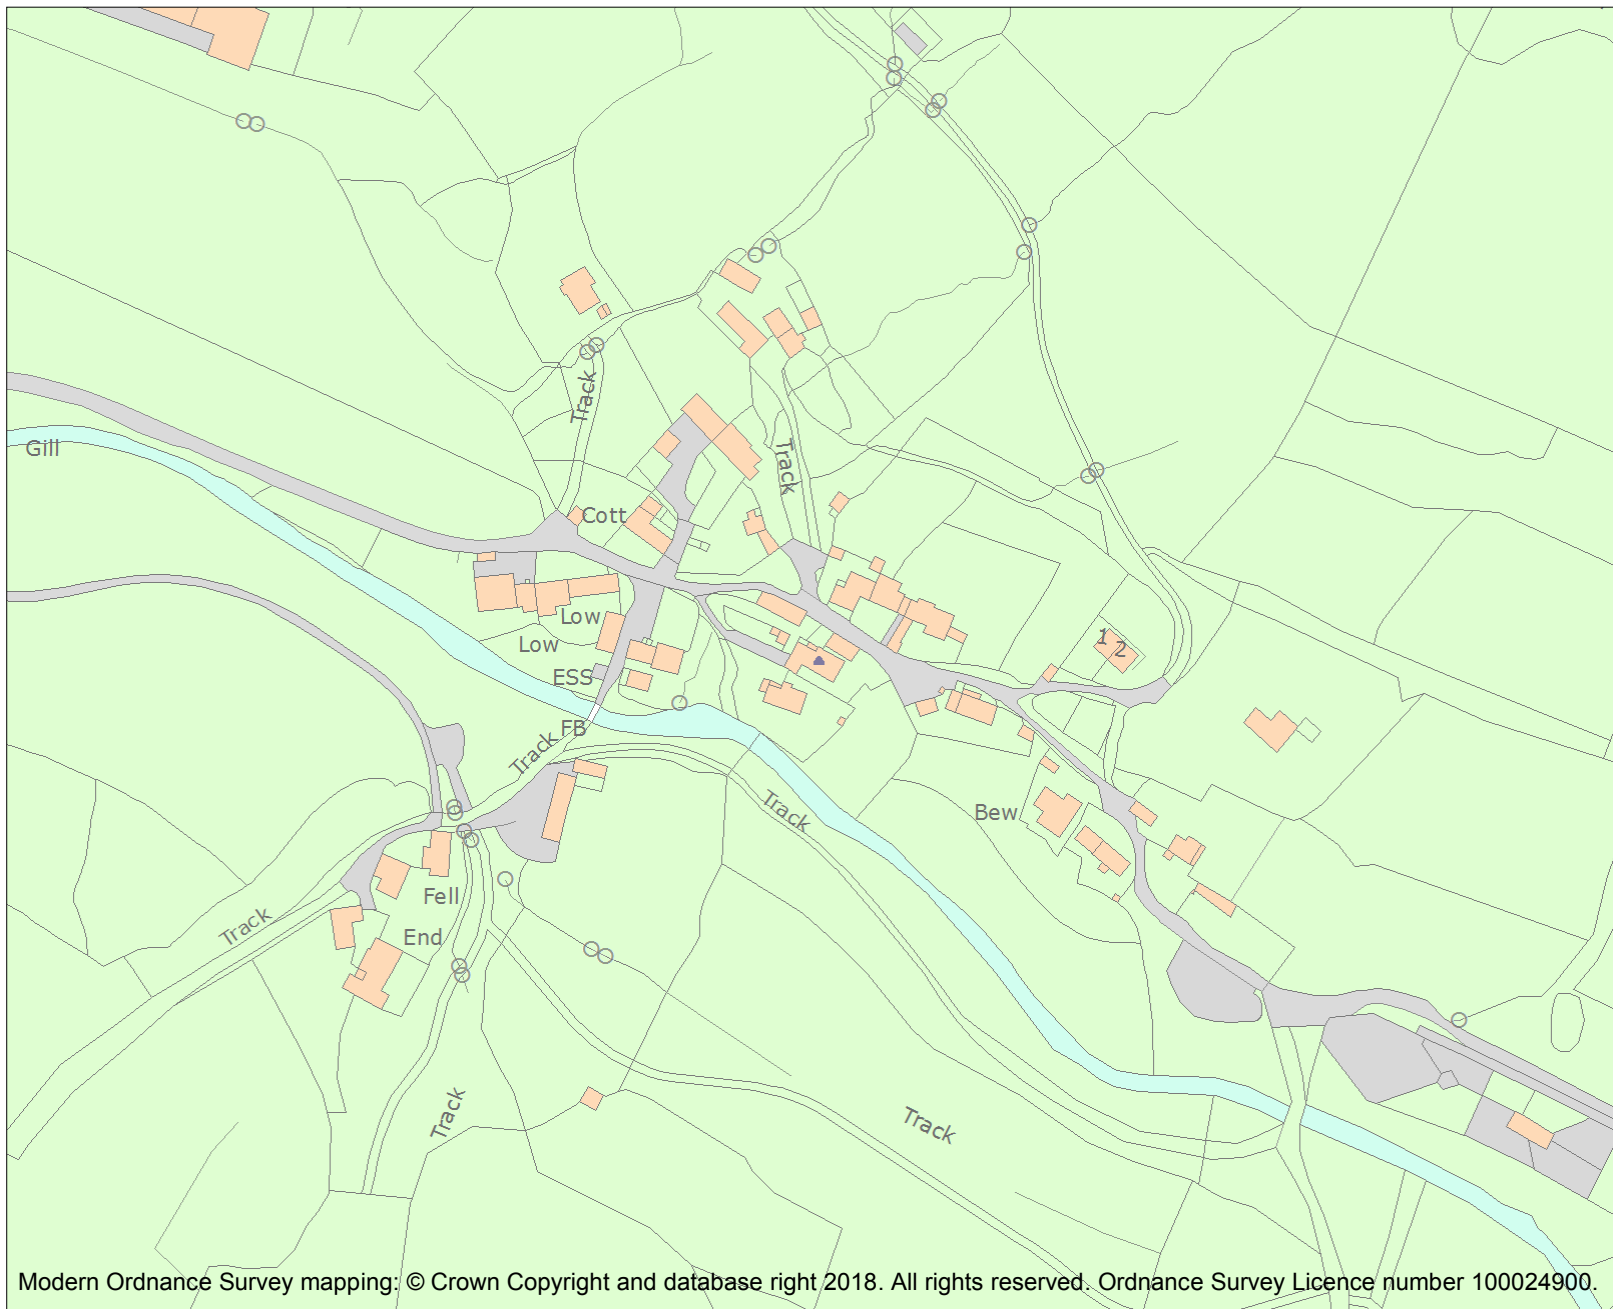 Track
Gill
Track
Cott
Low
Low
ESS
FB
Track
1 2
Track
Bew
Fell
Track
End
Track
Track
Modern Ordnance Survey mapping: © Crown Copyright and database right 2018. All rights reserved. Ordnance Survey Licence number 100024900.